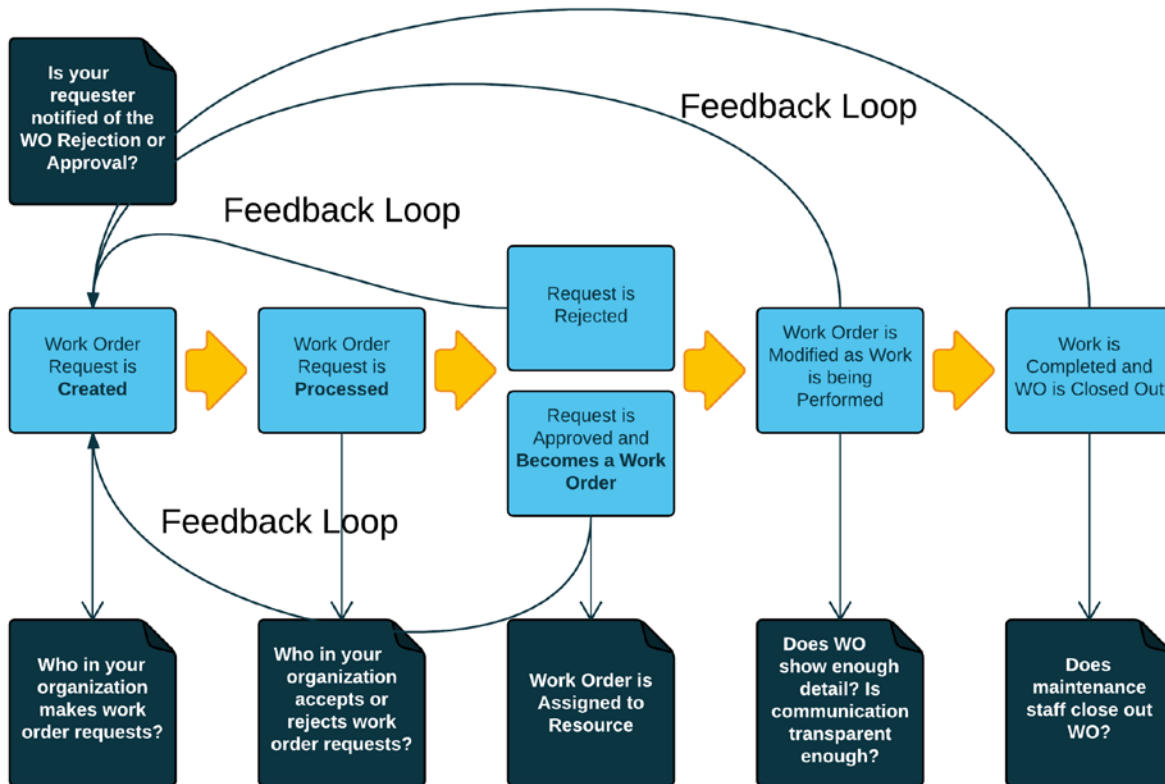 Is your
requester
notified of the
WO Rejection or
Approval?
Feedback Loop
Feedback Loop
Request is
Rejected
Work Order
Request is
Created
Work Order
Request is
Processed
Request is
Approved and
Becomes a Work
Order
Work Order is
Modified as Work
is being
Performed
Work is
Completed and
WO is Closed Out
Feedback Loop
Who in your
organization
makes work
order requests?
Who in your
organization
accepts or
rejects work
order requests?
Work Order is
Assigned to
Resource
Does WO
show enough
detail? Is
communication
transparent
enough?
Does
maintenance
staff close out
WO?